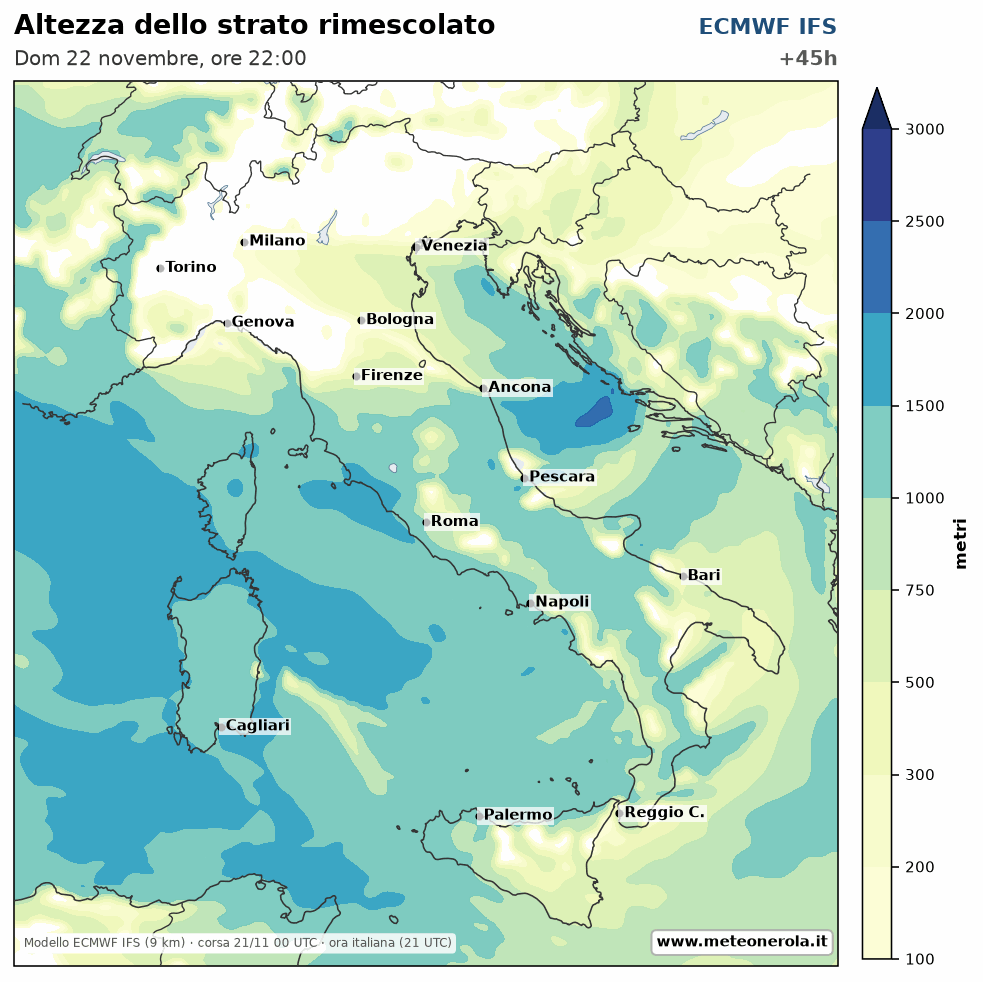 Altezza dello strato rimescolato
ECMWF IFS
Dom 22 novembre, ore 22:00
+45h
Milano
Venezia
Torino
Genova
Bologna
Firenze
Ancona
Pescara
Roma
Bari
Napoli
Cagliari
Palermo
Reggio C.
3000
2500
2000
1500
1000
750
500
300
200
100
metri
Modello ECMWF IFS (9 km) · corsa 21/11 00 UTC · ora italiana (21 UTC)
www.meteonerola.it